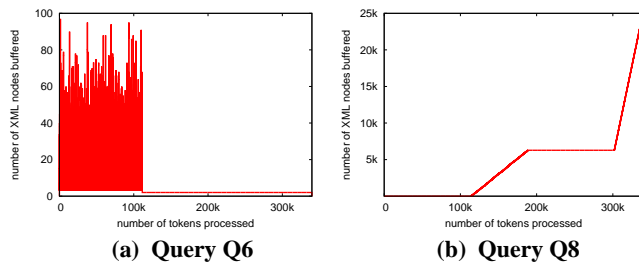 number of XML nodes buffered
100
80
60
40
20
0
0
100k
200k
300k
number of tokens processed
(a) Query Q6
number of XML nodes buffered
25k
20k
15k
10k
5k
100k
200k
300k
number of tokens processed
(b) Query Q8